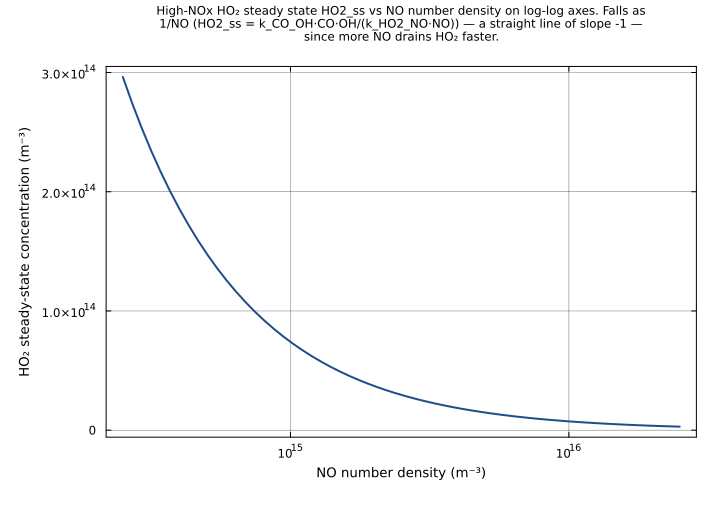 High-NOx HO₂ steady state HO2_ss vs NO number density on log-log axes. Falls as
1/NO (HO2_ss = k_CO_OH·CO·OH/(k_HO2_NO·NO)) — a straight line of slope -1 —
since more NO drains HO₂ faster.
3.0×10¹⁴
2.0×10¹⁴
1.0×10¹⁴
0
HO₂ steady-state concentration (m⁻³)
10¹⁵
10¹⁶
NO number density (m⁻³)